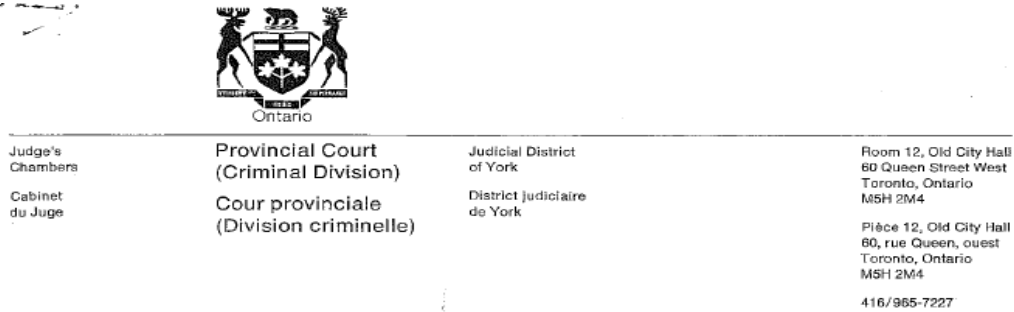 Ontario
Judge's
Chambers
Cabinet
du Juge
Provincial Court
(Criminal Division)
Cour provinciale
(Division criminelle)
Judicial District
of York
District judiciaire
de York
Room 12, Old City Hall
60 Queen Street West
Toronto, Ontario
M5H 2M4
Pièce 12, Old City Hall
60, rue Queen, ouest
Toronto, Ontario
M5H 2M4
416/965-7227